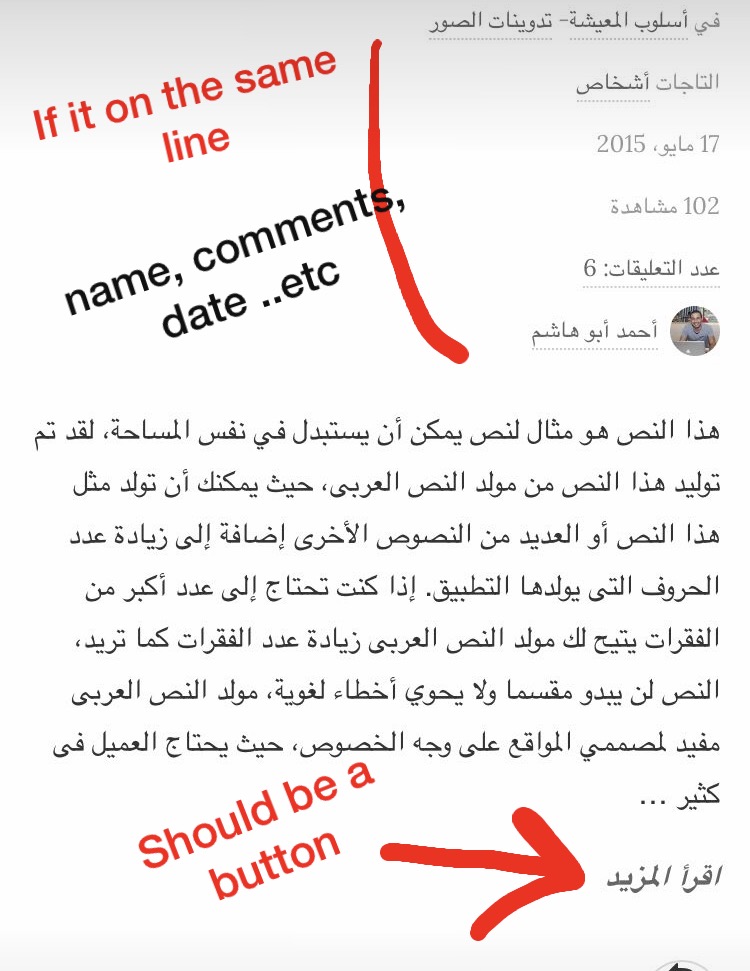 في أسلوب المعيشة - تدوينات الصور
If it on the same
line
التاجات أشخاص
17 مايو، 2015
name, comments,
date ..etc
102 مشاهدة
عدد التعليقات: 6
أحمد أبو هاشم
هذا النص هو مثال لنص يمكن أن يستبدل في نفس المساحة، لقد تم
توليد هذا النص من مولد النص العربى، حيث يمكنك أن تولد مثل
هذا النص أو العديد من النصوص الأخرى إضافة إلى زيادة عدد
الحروف التى يولدها التطبيق. إذا كنت تحتاج إلى عدد أكبر من
الفقرات يتيح لك مولد النص العربى زيادة عدد الفقرات كما تريد،
النص لن يبدو مقسما ولا يحوي أخطاء لغوية، مولد النص العربى
مفيد لمصممي المواقع على وجه الخصوص، حيث يحتاج العميل فى
كثير ...
Should be a
button
اقرأ المزيد